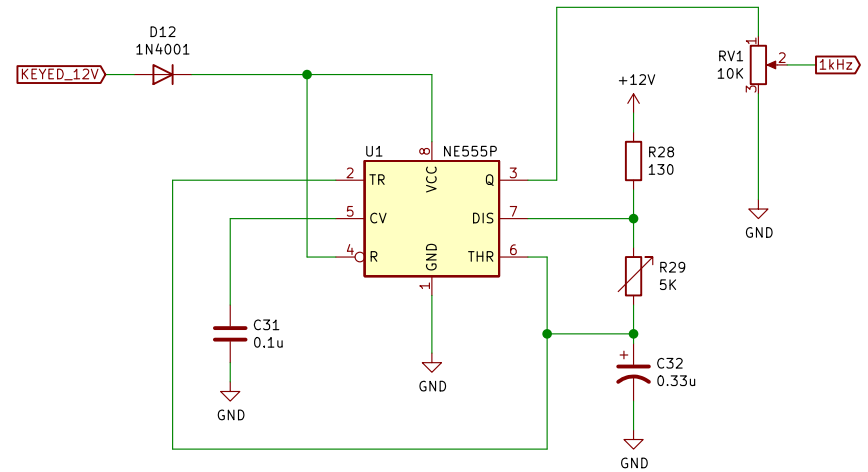 D12
1N4001
KEYED_12V
RV1
10K
1
2
3
1kHz
+12V
U1
NE555P
8
R28
130
2
TR
VCC
Q
3
5
CV
DIS
7
GND
4
R
GND
THR
6
R29
5K
1
C31
0.1u
+
C32
0.33u
GND
GND
GND